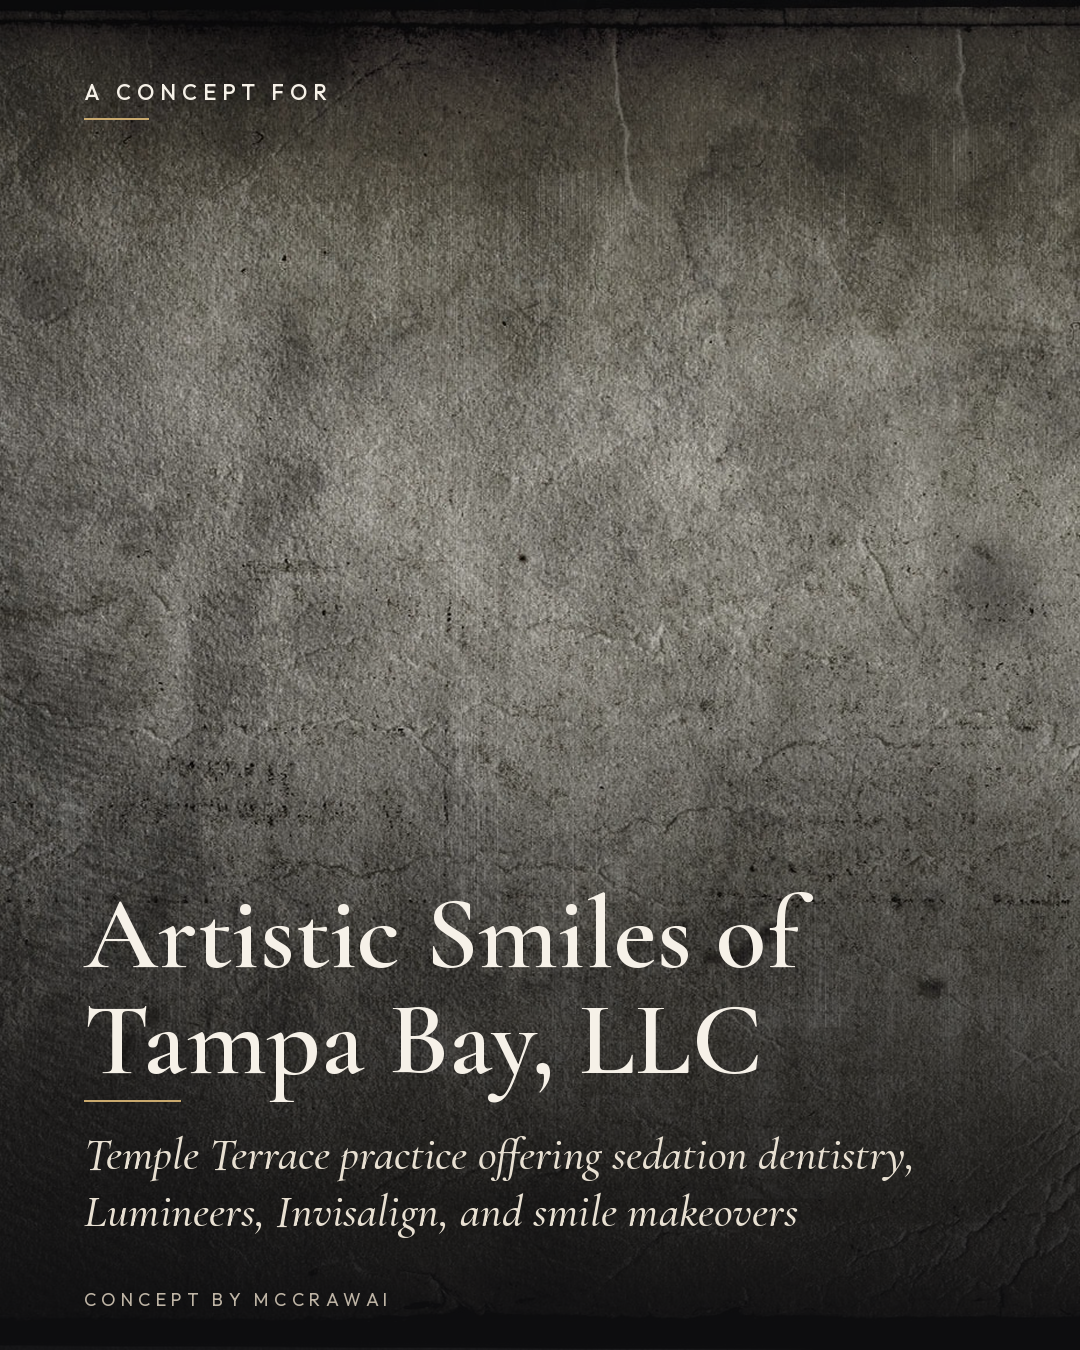 A CONCEPT FOR
Artistic Smiles of
Tampa Bay, LLC
Temple Terrace practice offering sedation dentistry,
Lumineers, Invisalign, and smile makeovers
CONCEPT BY MCCRAWAI